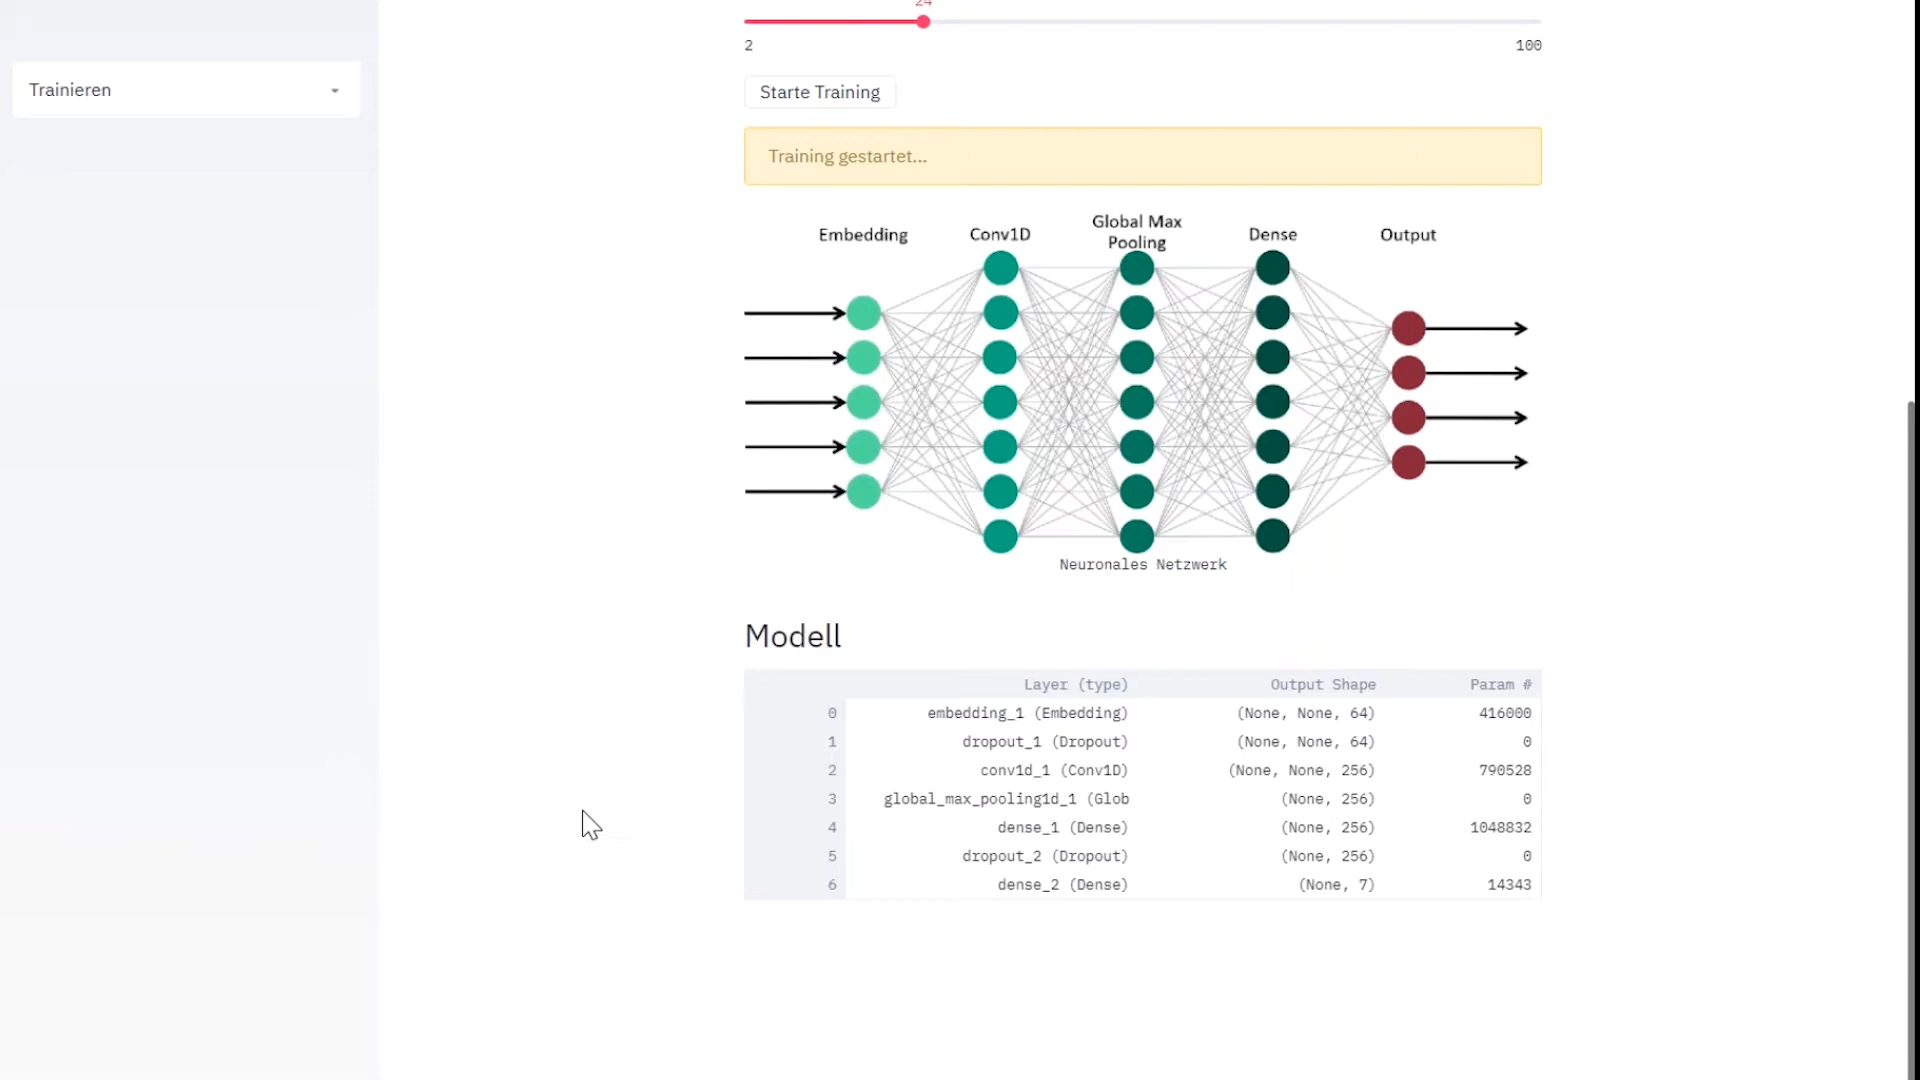 24
2 100
Trainieren
Starte Training
Training gestartet...
Embedding Conv1D Global Max Pooling Dense Output
Neuronales Netzwerk
Modell
Layer (type) Output Shape Param #
0 embedding_1 (Embedding) (None, None, 64) 416000
1 dropout_1 (Dropout) (None, None, 64) 0
2 conv1d_1 (Conv1D) (None, None, 256) 790528
3 global_max_pooling1d_1 (Glob (None, 256) 0
4 dense_1 (Dense) (None, 256) 1048832
5 dropout_2 (Dropout) (None, 256) 0
6 dense_2 (Dense) (None, 7) 14343